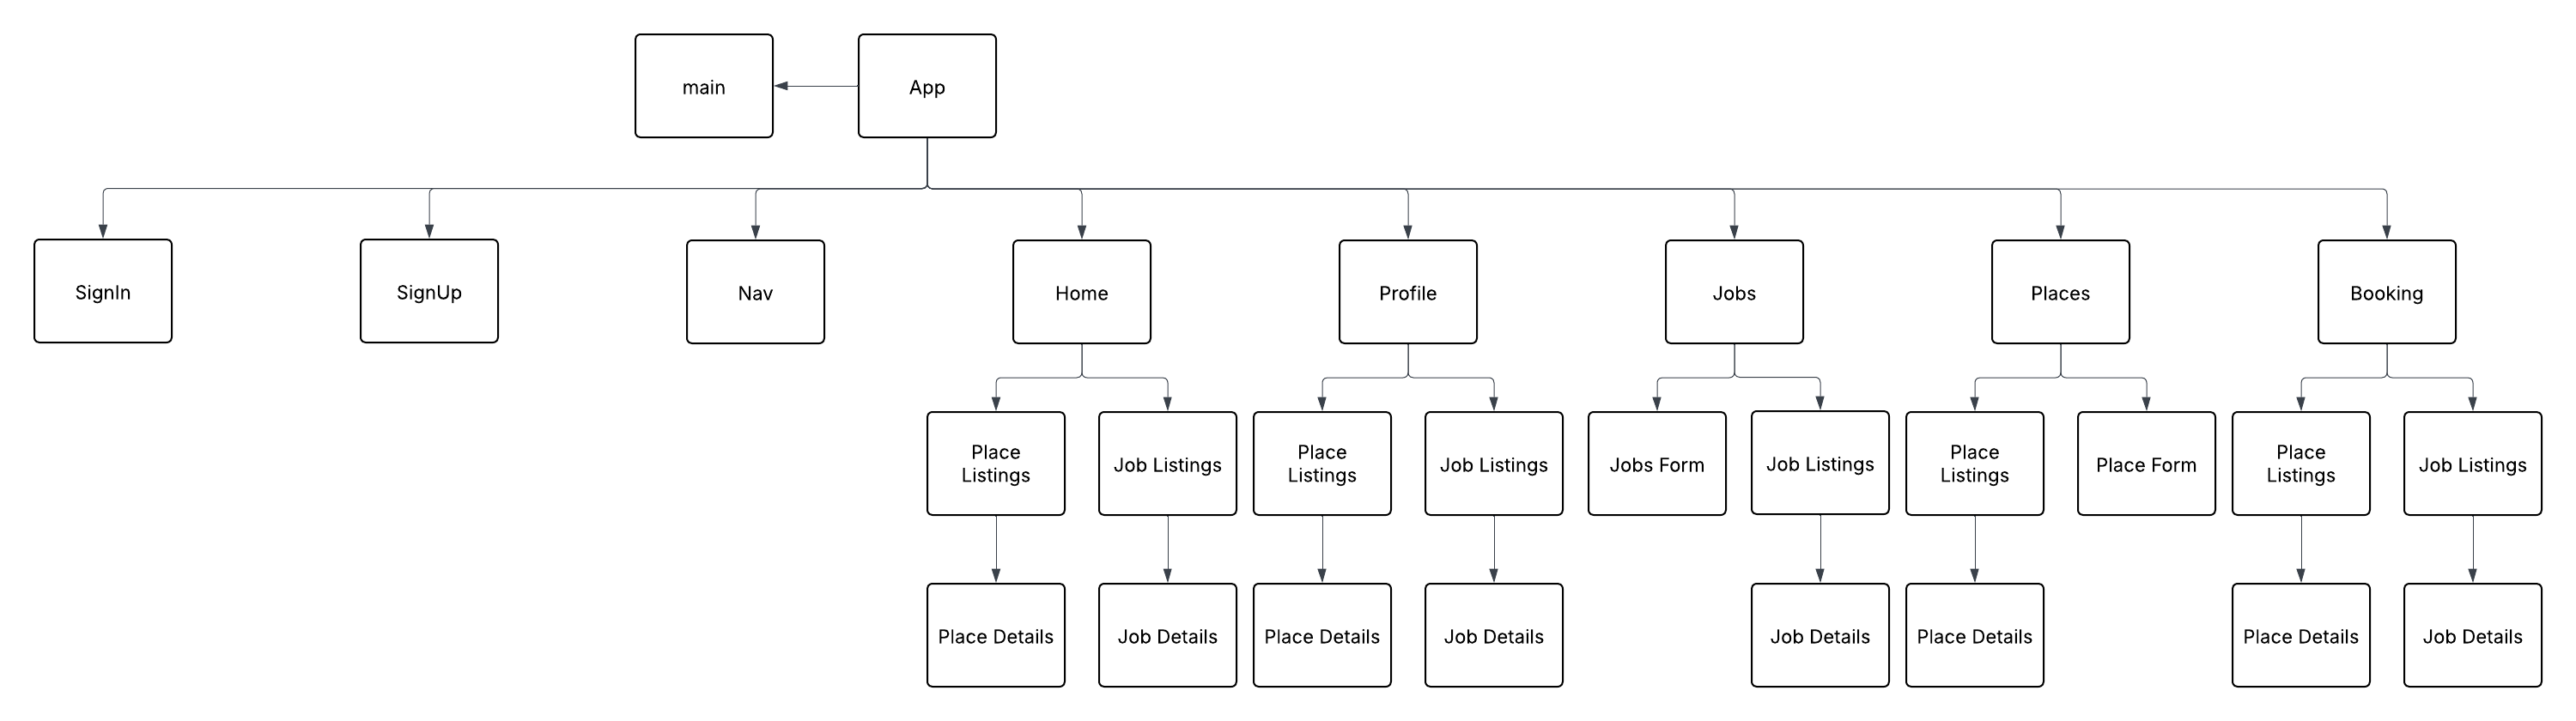 main
App
SignIn
SignUp
Nav
Home
Profile
Jobs
Places
Booking
Place
Listings
Job Listings
Place
Listings
Job Listings
Jobs Form
Job Listings
Place
Listings
Place Form
Place
Listings
Job Listings
Place Details
Job Details
Place Details
Job Details
Job Details
Place Details
Place Details
Job Details